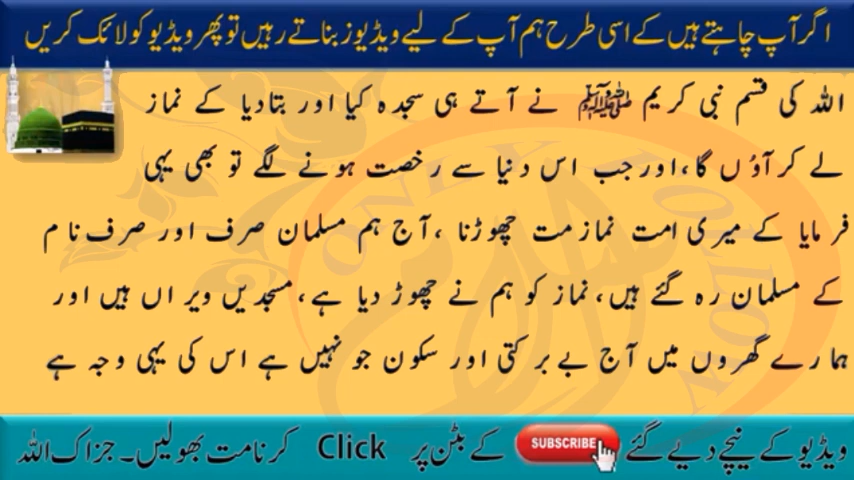 اگر آپ چاہتے ہیں کے اسی طرح ہم آپ کے لیے ویڈیوز بناتے رہیں تو پھر ویڈیو کو لائک کریں
اللہ کی قسم نبی کریم ﷺ نے آتے ہی سجدہ کیا اور بتادیا کے نماز
لے کر آؤں گا،اور جب اس دنیا سے رخصت ہونے لگے تو بھی یہی
فرمایا کے میری امت نماز مت چھوڑنا ،آج ہم مسلمان صرف اور صرف نام
کے مسلمان رہ گئے ہیں،نماز کو ہم نے چھوڑ دیا ہے،مسجدیں ویراں ہیں اور
ہمارے گھروں میں آج بے برکتی اور سکون جو نہیں ہے اس کی یہی وجہ ہے
ویڈیو کے نیچے دیے گئے SUBSCRIBE کے بٹن پر Click کرنا مت بھولیں۔جزاک اللہ